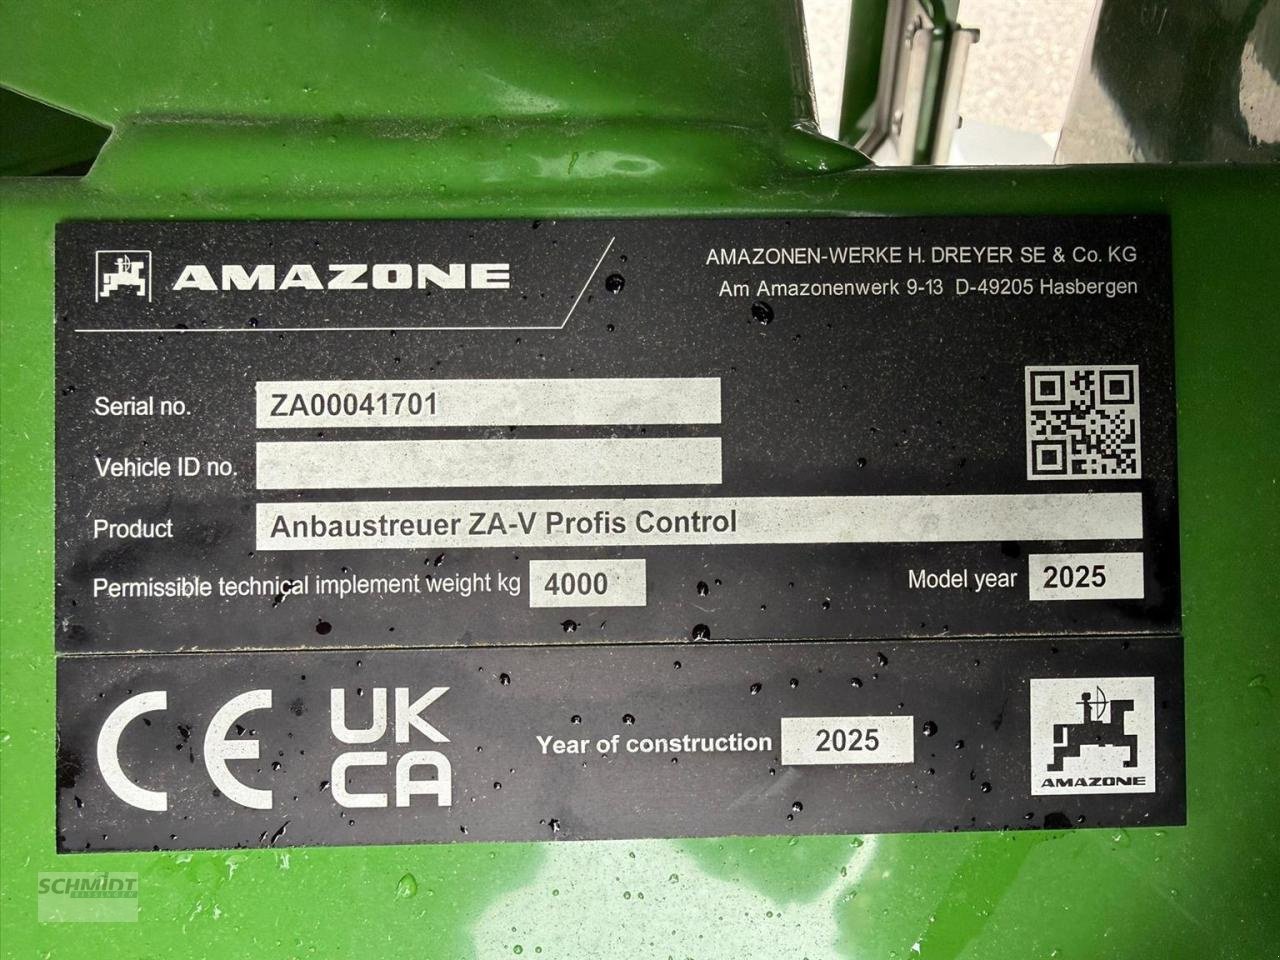 AMAZONE
AMAZONEN-WERKE H. DREYER SE & Co. KG
Am Amazonenwerk 9-13 D-49205 Hasbergen
Serial no. ZA00041701
Vehicle ID no.
Product Anbaustreuer ZA-V Profis Control
Permissible technical implement weight kg 4000 Model year 2025
CE UK CA
Year of construction 2025
AMAZONE
SCHMIDT